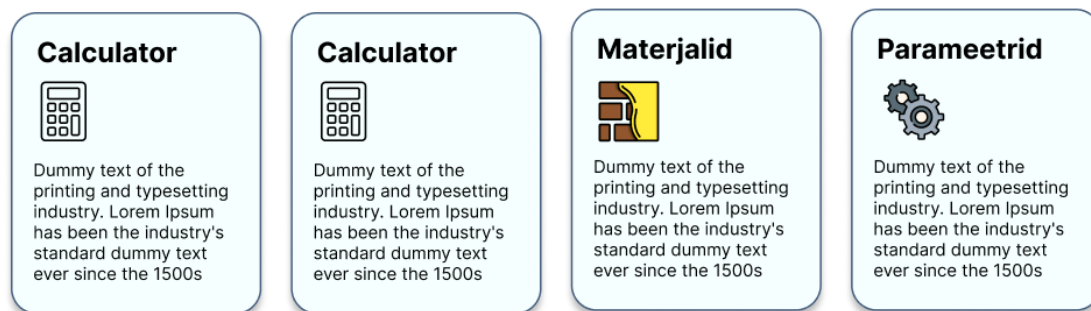 Calculator
Dummy text of the
printing and typesetting
industry. Lorem Ipsum
has been the industry's
standard dummy text
ever since the 1500s
Calculator
Dummy text of the
printing and typesetting
industry. Lorem Ipsum
has been the industry's
standard dummy text
ever since the 1500s
Materjalid
Dummy text of the
printing and typesetting
industry. Lorem Ipsum
has been the industry's
standard dummy text
ever since the 1500s
Parameetrid
Dummy text of the
printing and typesetting
industry. Lorem Ipsum
has been the industry's
standard dummy text
ever since the 1500s